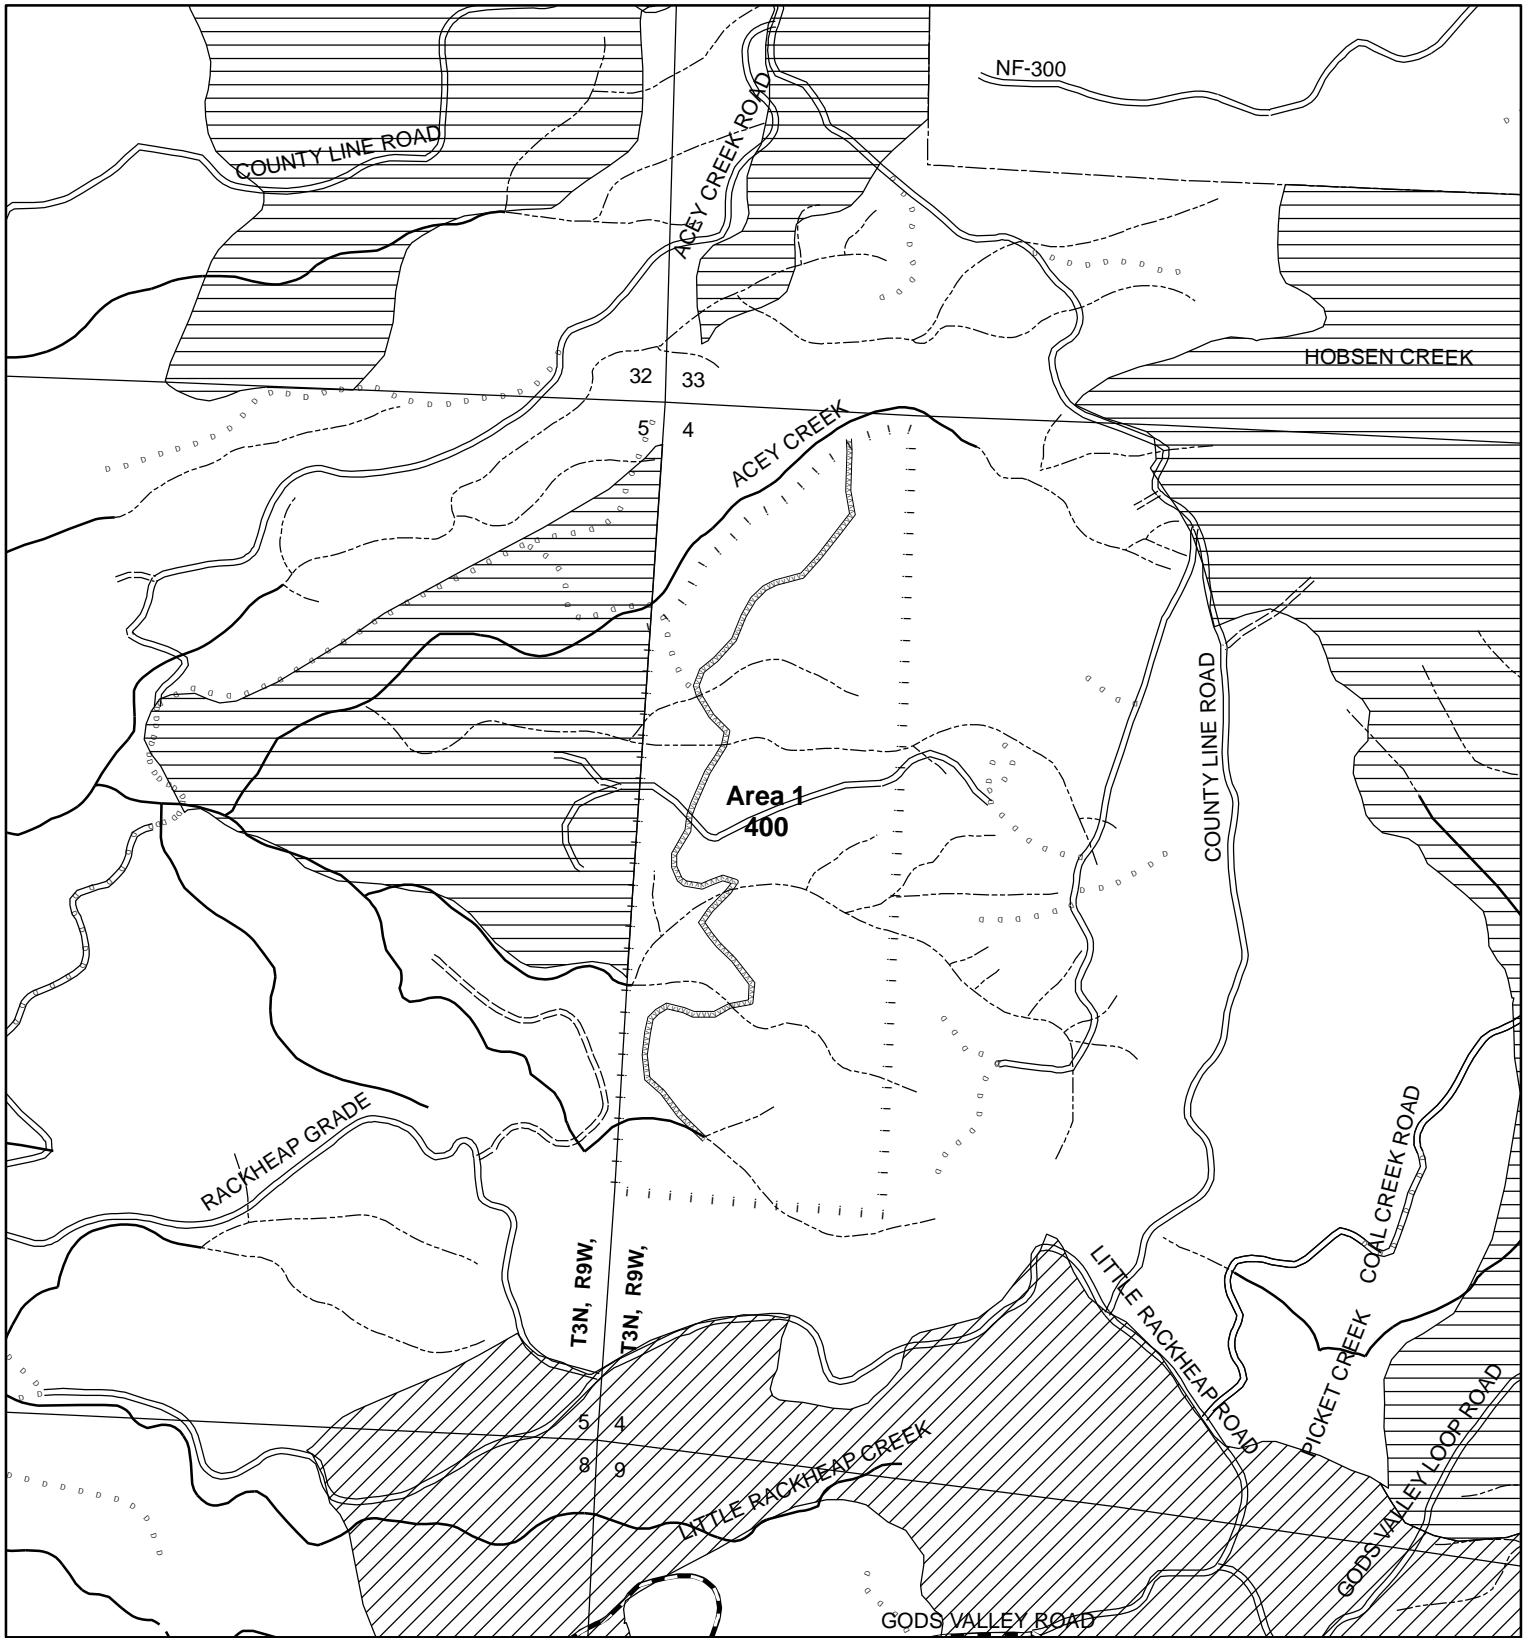 NF-300
COUNTY LINE ROAD
ACEY CREEK ROAD
HOBSEN CREEK
32 33
5 4
ACEY CREEK
COUNTY LINE ROAD
Area 1
400
RACKHEAP GRADE
COAL CREEK ROAD
T3N, R9W,
T3N, R9W,
LITTLE RACKHEAP ROAD
PICKET CREEK
GODS VALLEY LOOP ROAD
5 4
8 9
LITTLE RACKHEAP CREEK
GODS VALLEY ROAD